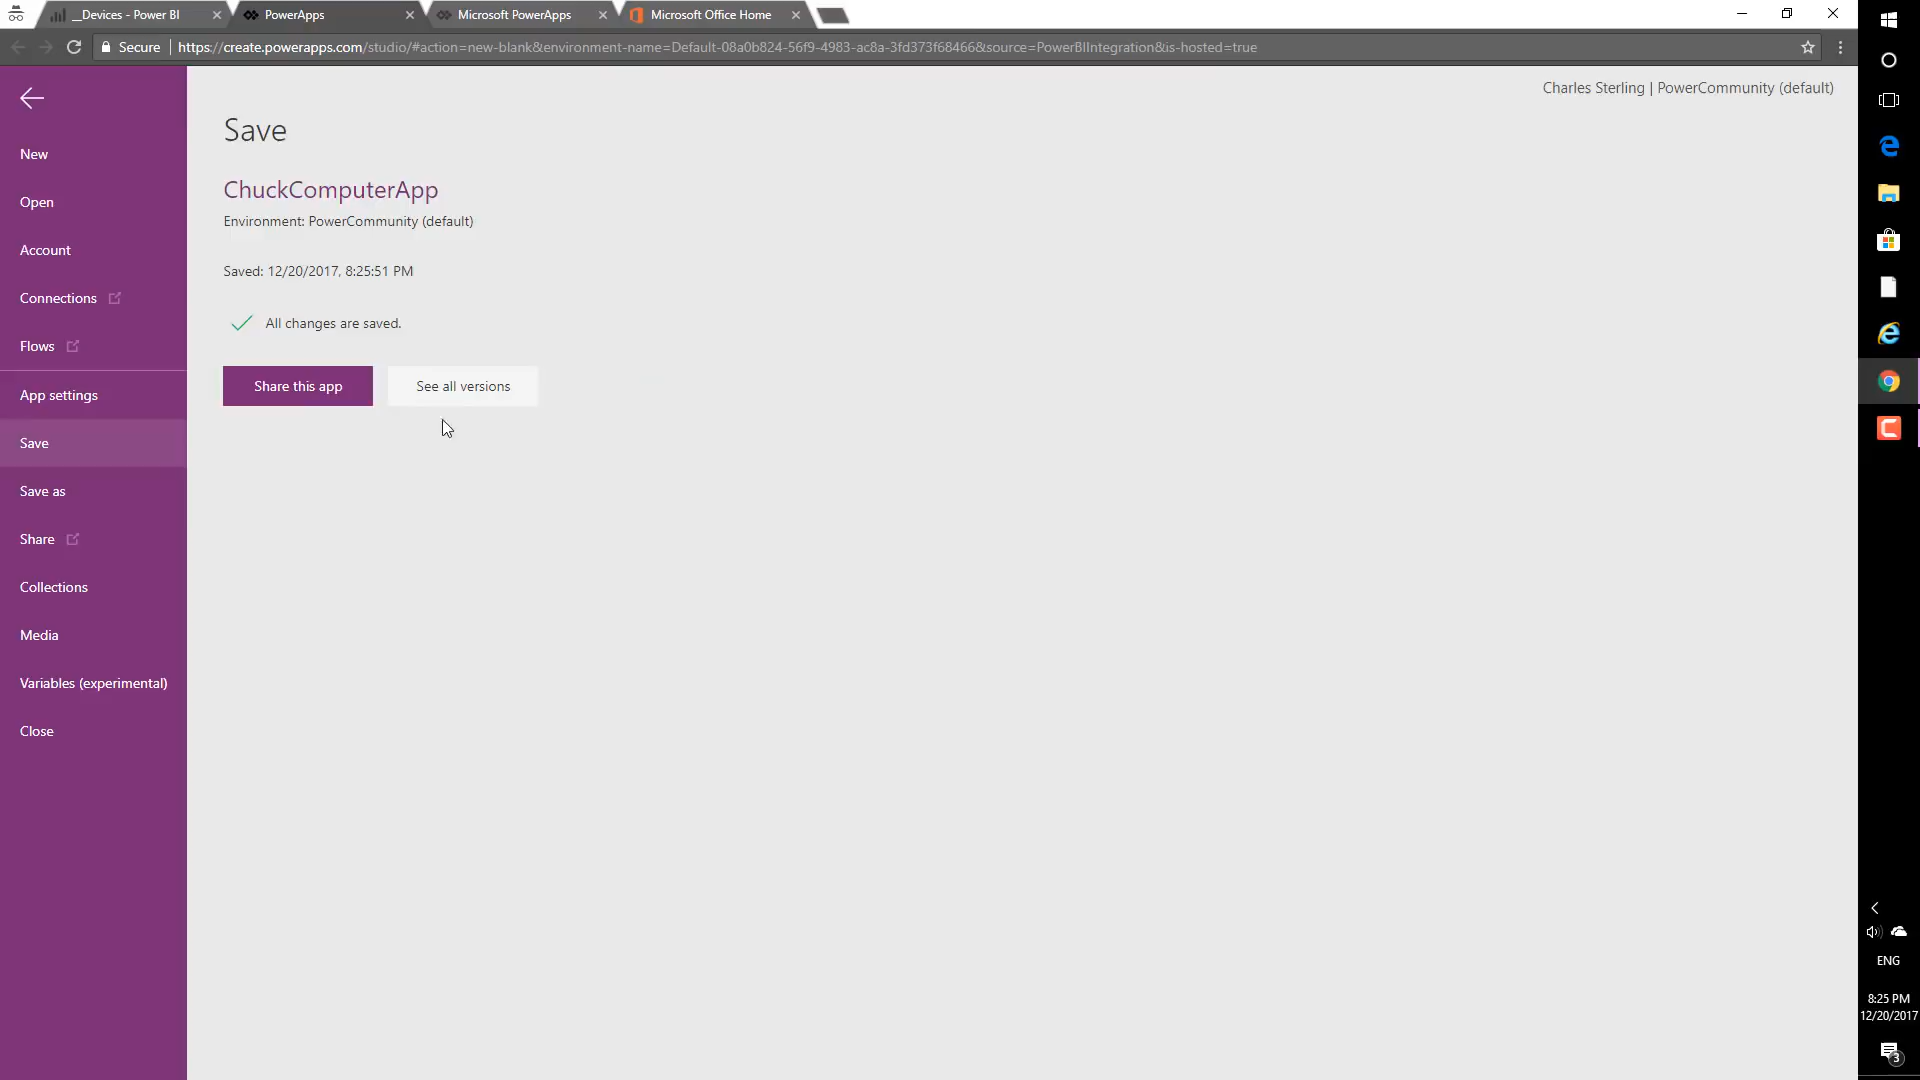 __Devices - Power BI
PowerApps
Microsoft PowerApps
Microsoft Office Home
Secure
https://create.powerapps.com/studio/#action=new-blank&environment-name=Default-08a0b824-56f9-4983-ac8a-3fd373f68466&source=PowerBIIntegration&is-hosted=true
Charles Sterling | PowerCommunity (default)
New
Open
Account
Connections
Flows
App settings
Save
Save as
Share
Collections
Media
Variables (experimental)
Close
Save
ChuckComputerApp
Environment: PowerCommunity (default)
Saved: 12/20/2017, 8:25:51 PM
All changes are saved.
Share this app
See all versions
ENG
8:25 PM
12/20/2017
3